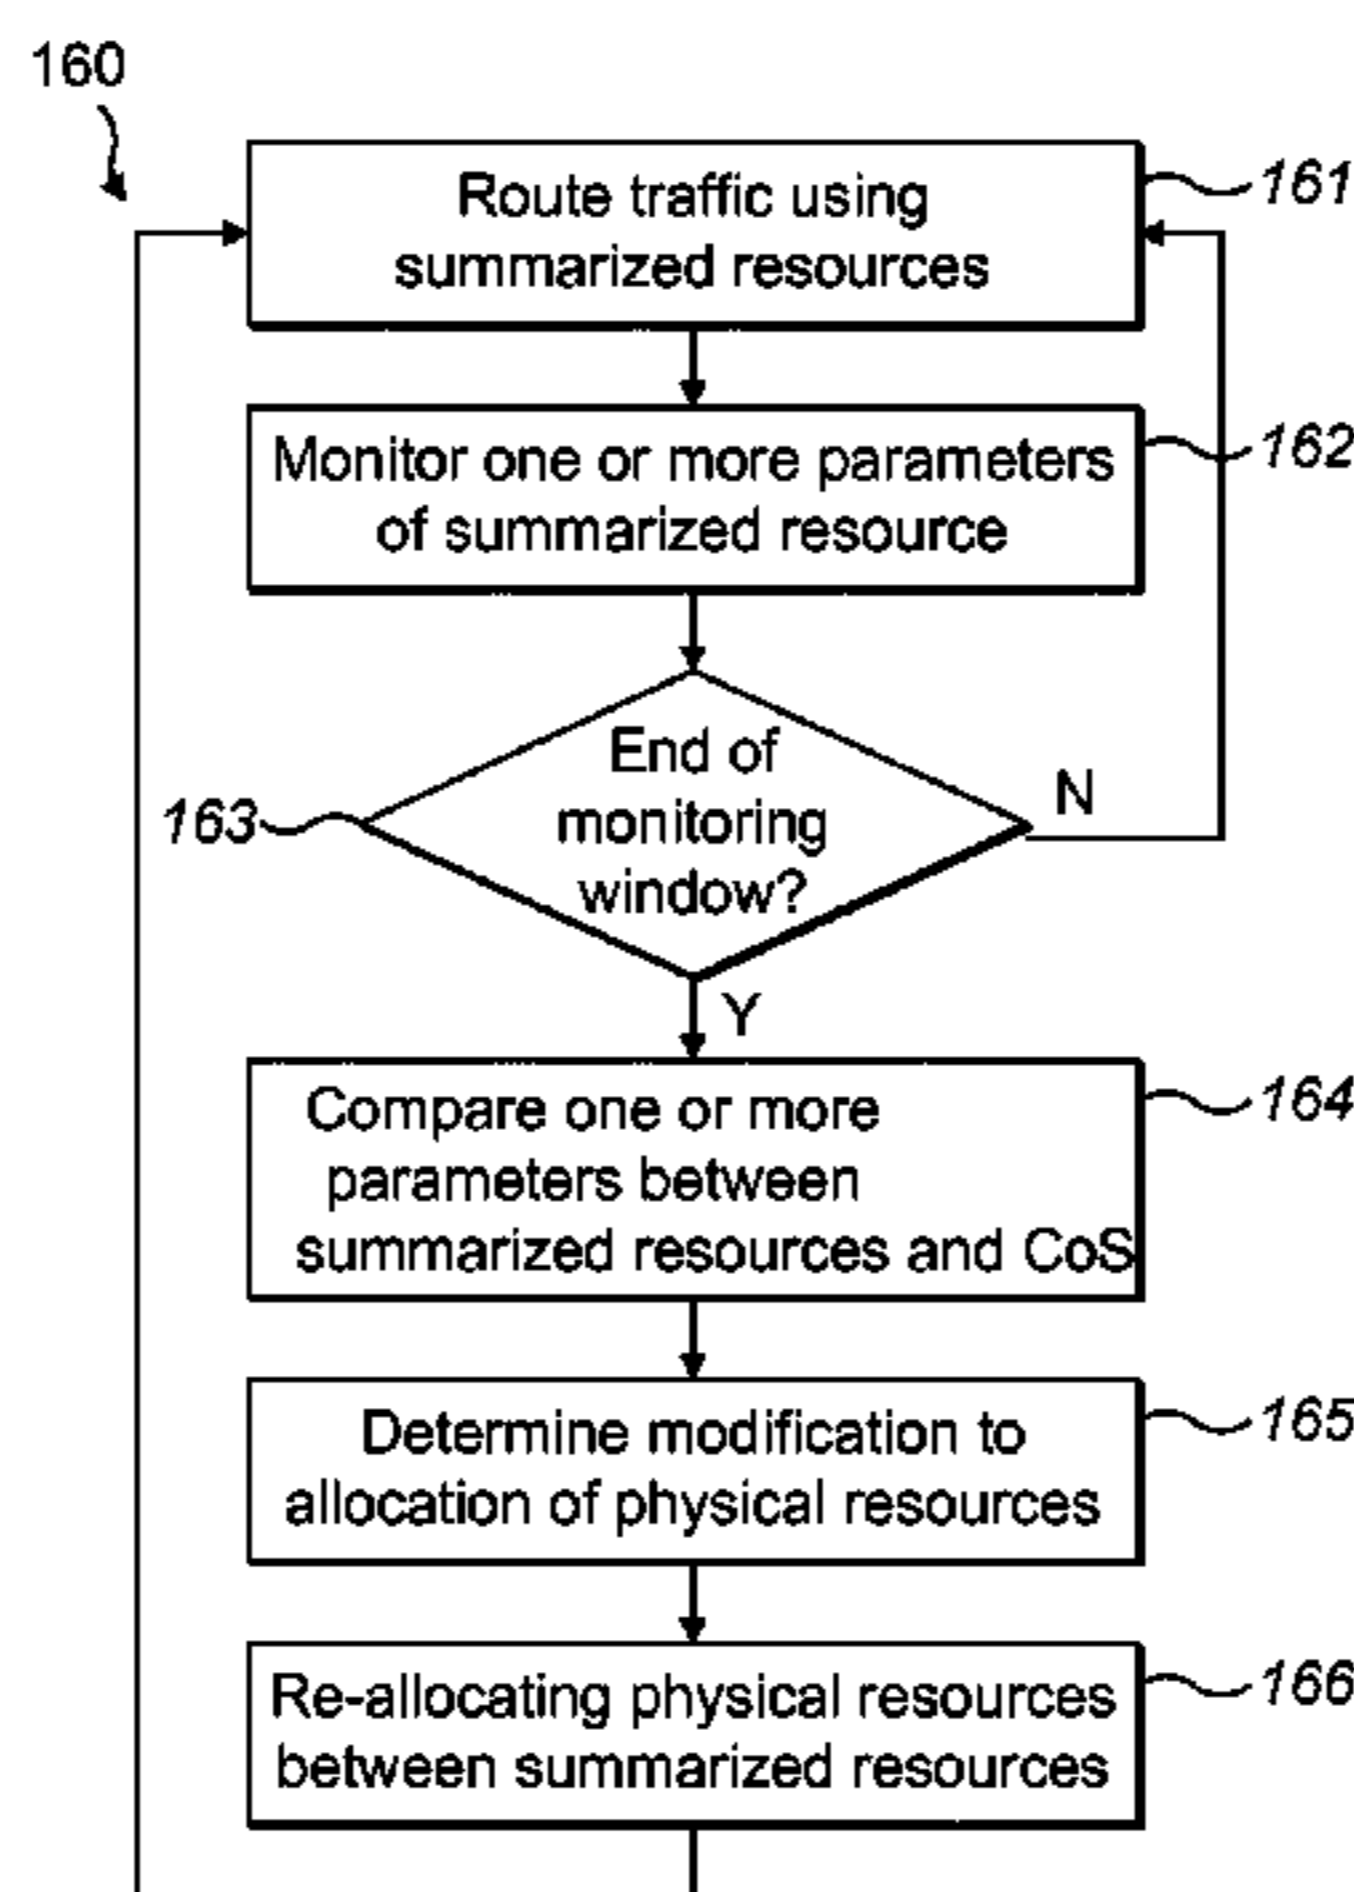 160
Route traffic using
summarized resources
161
Monitor one or more parameters
of summarized resource
162
End of
monitoring
window?
163
N
Y
Compare one or more
parameters between
summarized resources and CoS
164
Determine modification to
allocation of physical resources
165
Re-allocating physical resources
between summarized resources
166